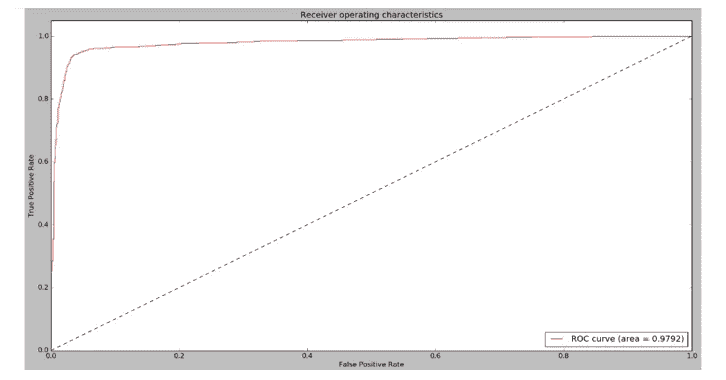 Receiver operating characteristics
1.0
0.8
0.6
0.4
0.2
0.0
True Positive Rate
0.0 0.2 0.4 0.6 0.8 1.0
False Positive Rate
ROC curve (area = 0.9792)